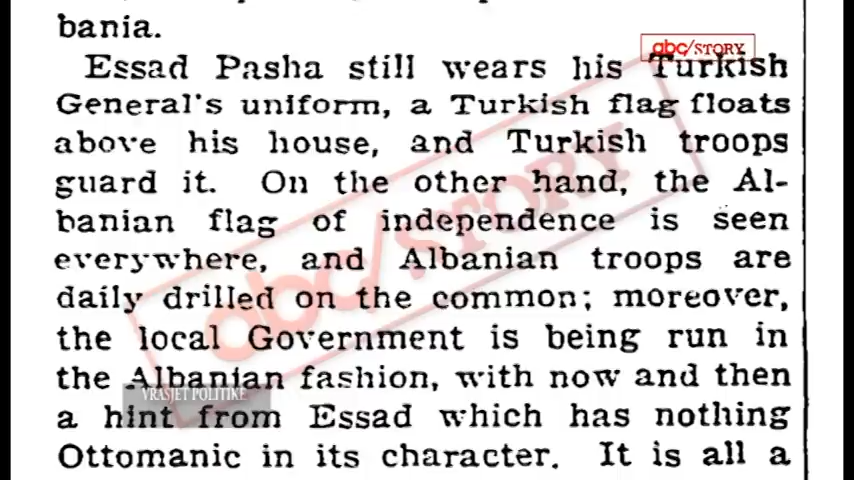 bania.
abc/STORY
Essad Pasha still wears his Turkish
General's uniform, a Turkish flag floats
above his house, and Turkish troops
guard it. On the other hand, the Al-
banian flag of independence is seen
everywhere, and Albanian troops are
daily drilled on the common; moreover,
the local Government is being run in
the Albanian fashion, with now and then
a hint from Essad which has nothing
Ottomanic in its character. It is all a
abc/STORY
VRASJET POLITIKE